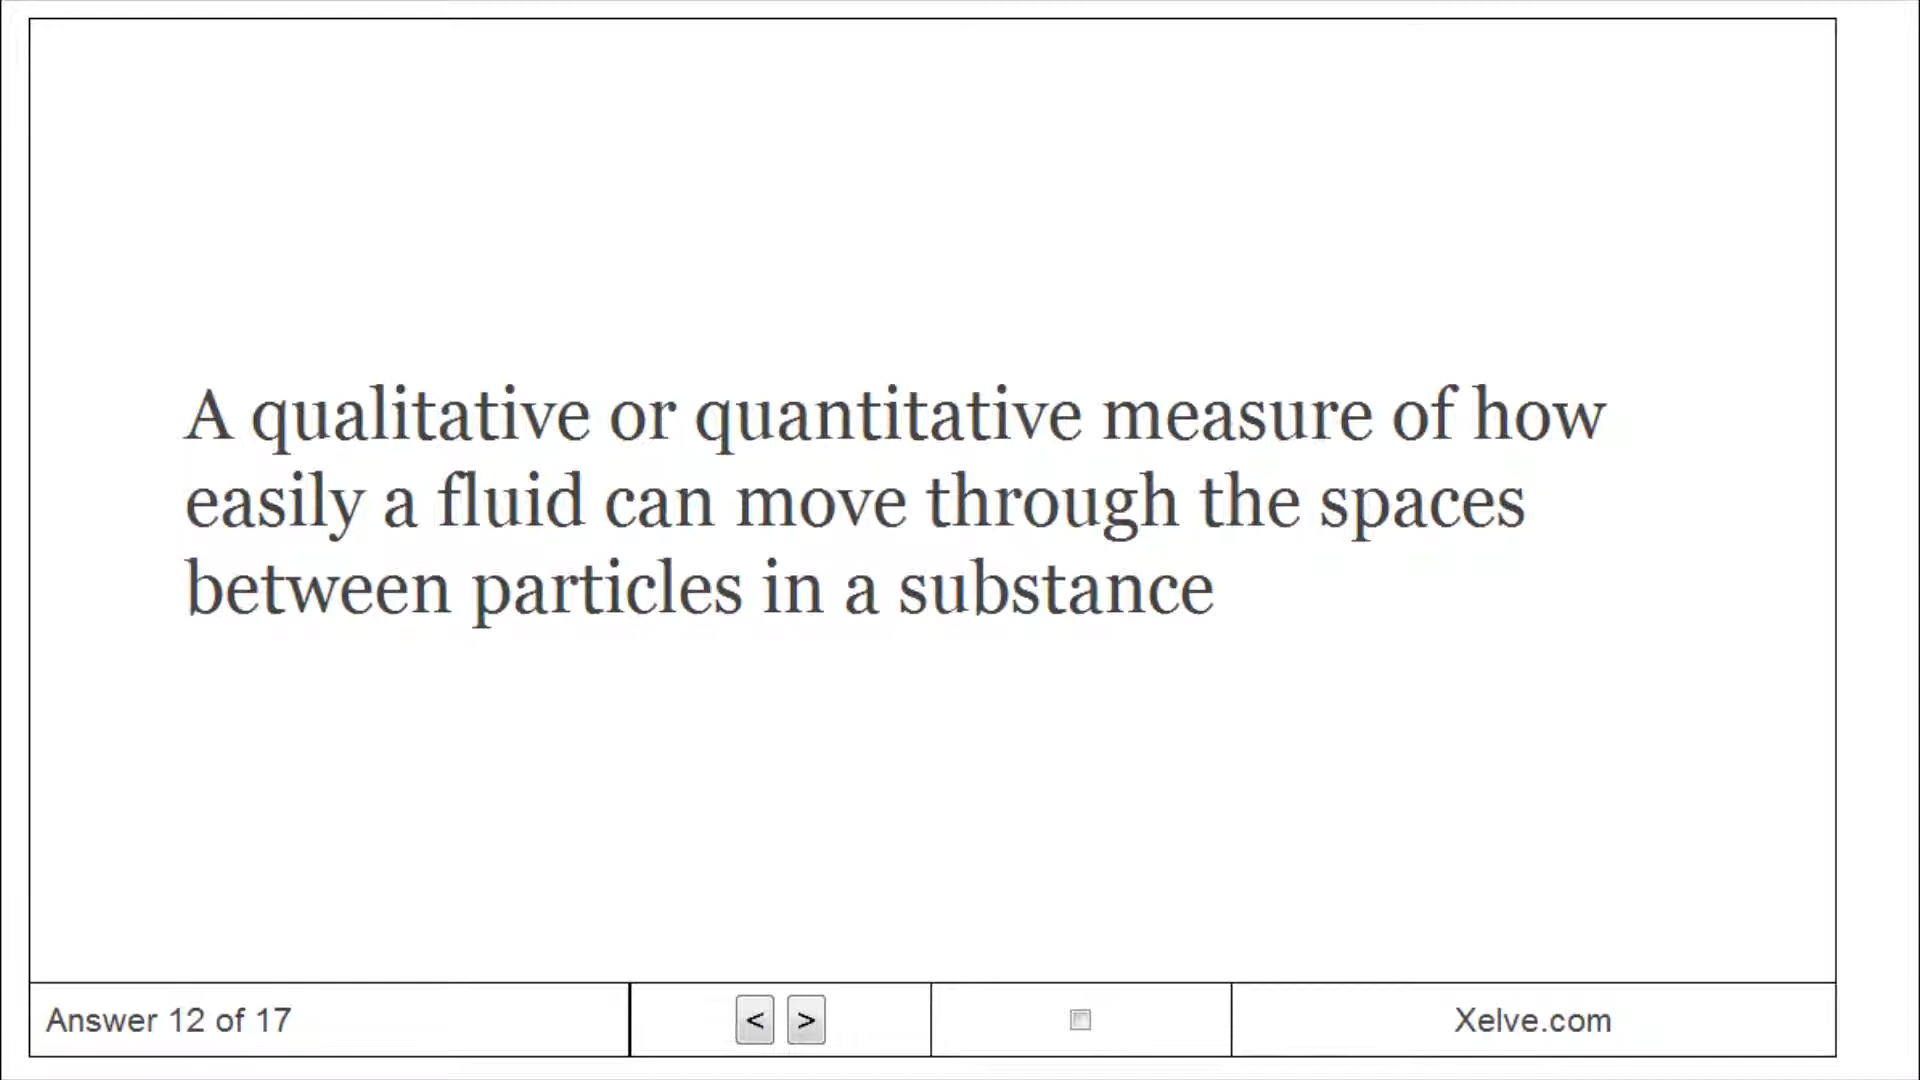 A qualitative or quantitative measure of how
easily a fluid can move through the spaces
between particles in a substance
Answer 12 of 17
< >
Xelve.com